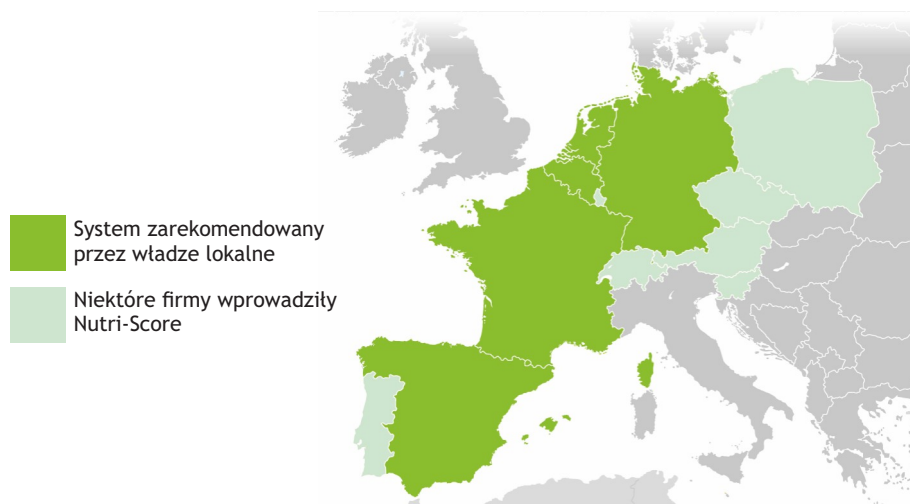 System zarekomendowany
przez władze lokalne
Niektóre firmy wprowadziły
Nutri-Score